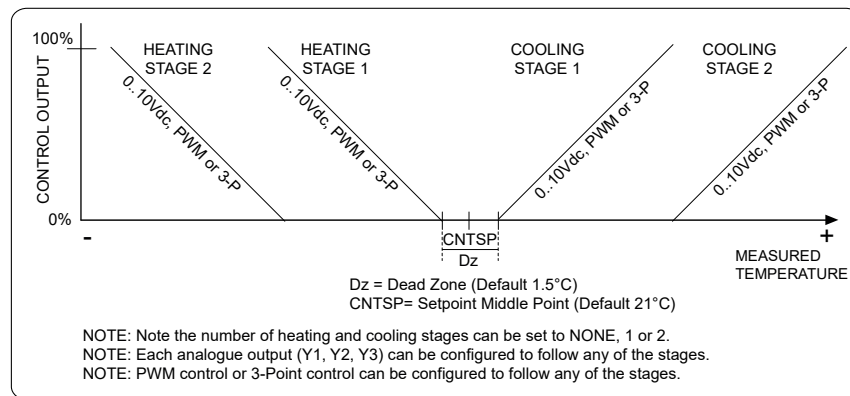 100%
HEATING
STAGE 2
HEATING
STAGE 1
COOLING
STAGE 1
COOLING
STAGE 2
CONTROL OUTPUT
0..10Vdc, PWM or 3-P
0..10Vdc, PWM or 3-P
0..10Vdc, PWM or 3-P
0..10Vdc, PWM or 3-P
0%
-
+
CNTSP
Dz
MEASURED
TEMPERATURE
Dz = Dead Zone (Default 1.5°C)
CNTSP= Setpoint Middle Point (Default 21°C)
NOTE: Note the number of heating and cooling stages can be set to NONE, 1 or 2.
NOTE: Each analogue output (Y1, Y2, Y3) can be configured to follow any of the stages.
NOTE: PWM control or 3-Point control can be configured to follow any of the stages.